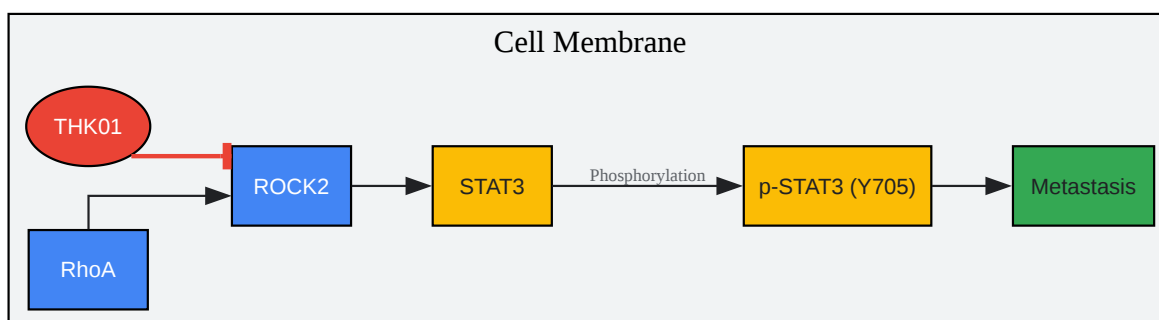 Cell Membrane
THK01
ROCK2
STAT3
Phosphorylation
p-STAT3 (Y705)
Metastasis
RhoA